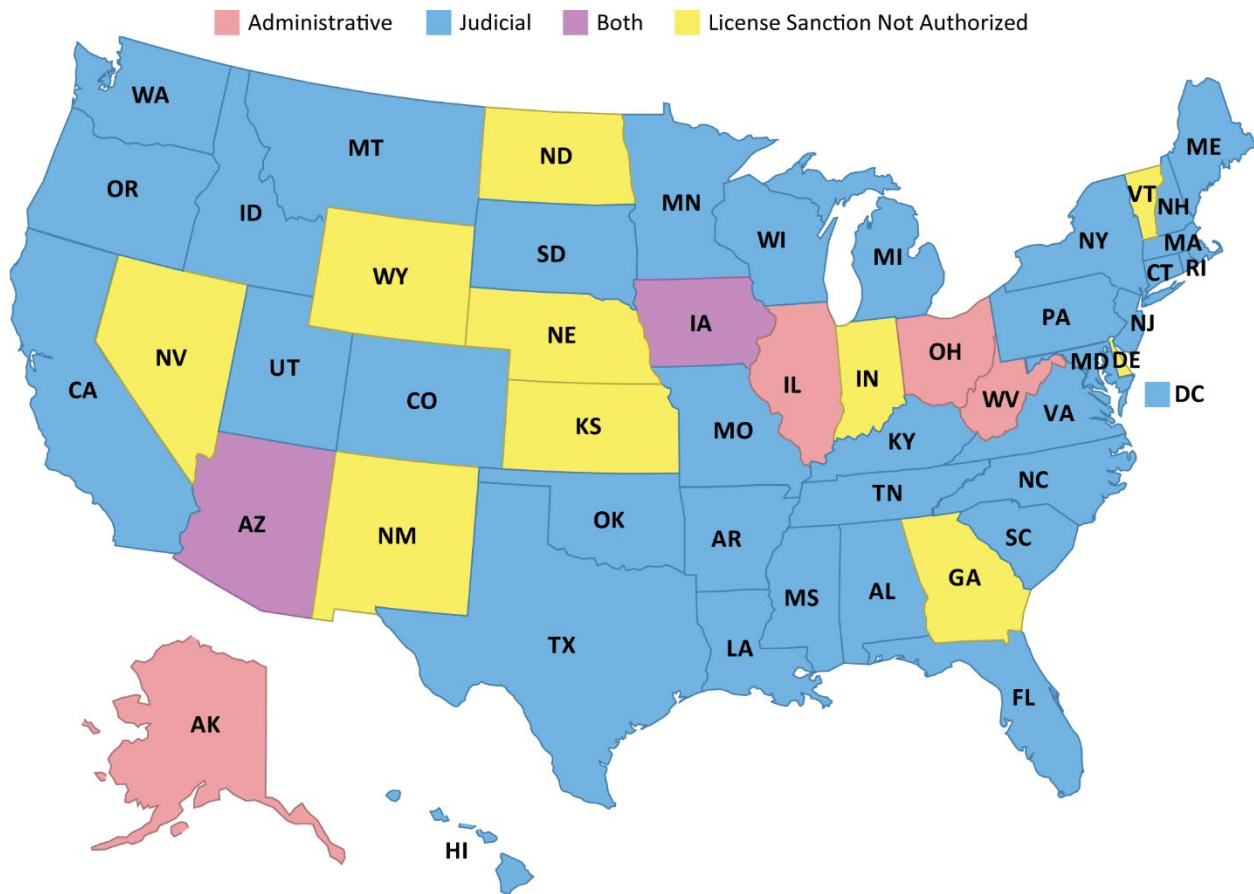 Administrative Judicial Both License Sanction Not Authorized
WA
MT
ND
ME
OR
ID
MN
VT
NH
SD
WI
NY
MA
MI
WY
CT
RI
PA
IA
NJ
NE
OH
NV
UT
IL
IN
MD
DE
CA
CO
WV
DC
VA
KS
MO
KY
NC
TN
AZ
NM
OK
AR
SC
GA
MS
AL
TX
LA
FL
AK
HI